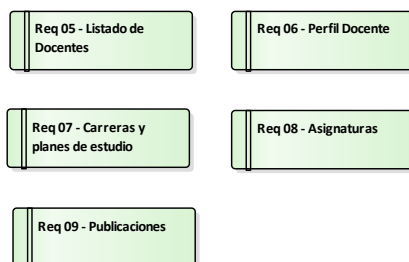 Req 05 - Listado de
Docentes
Req 06 - Perfil Docente
Req 07 - Carreras y
planes de estudio
Req 08 - Asignaturas
Req 09 - Publicaciones